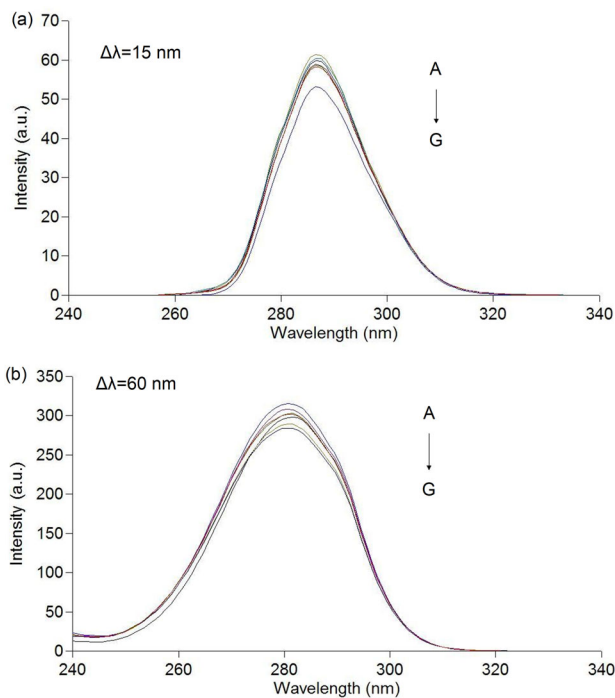 (a)
Δλ=15 nm
A
G
70
60
50
40
30
20
10
0
Intensity (a.u.)
240 260 280 300 320 340
Wavelength (nm)
(b)
Δλ=60 nm
A
G
350
300
250
200
150
100
50
0
Intensity (a.u.)
240 260 280 300 320 340
Wavelength (nm)